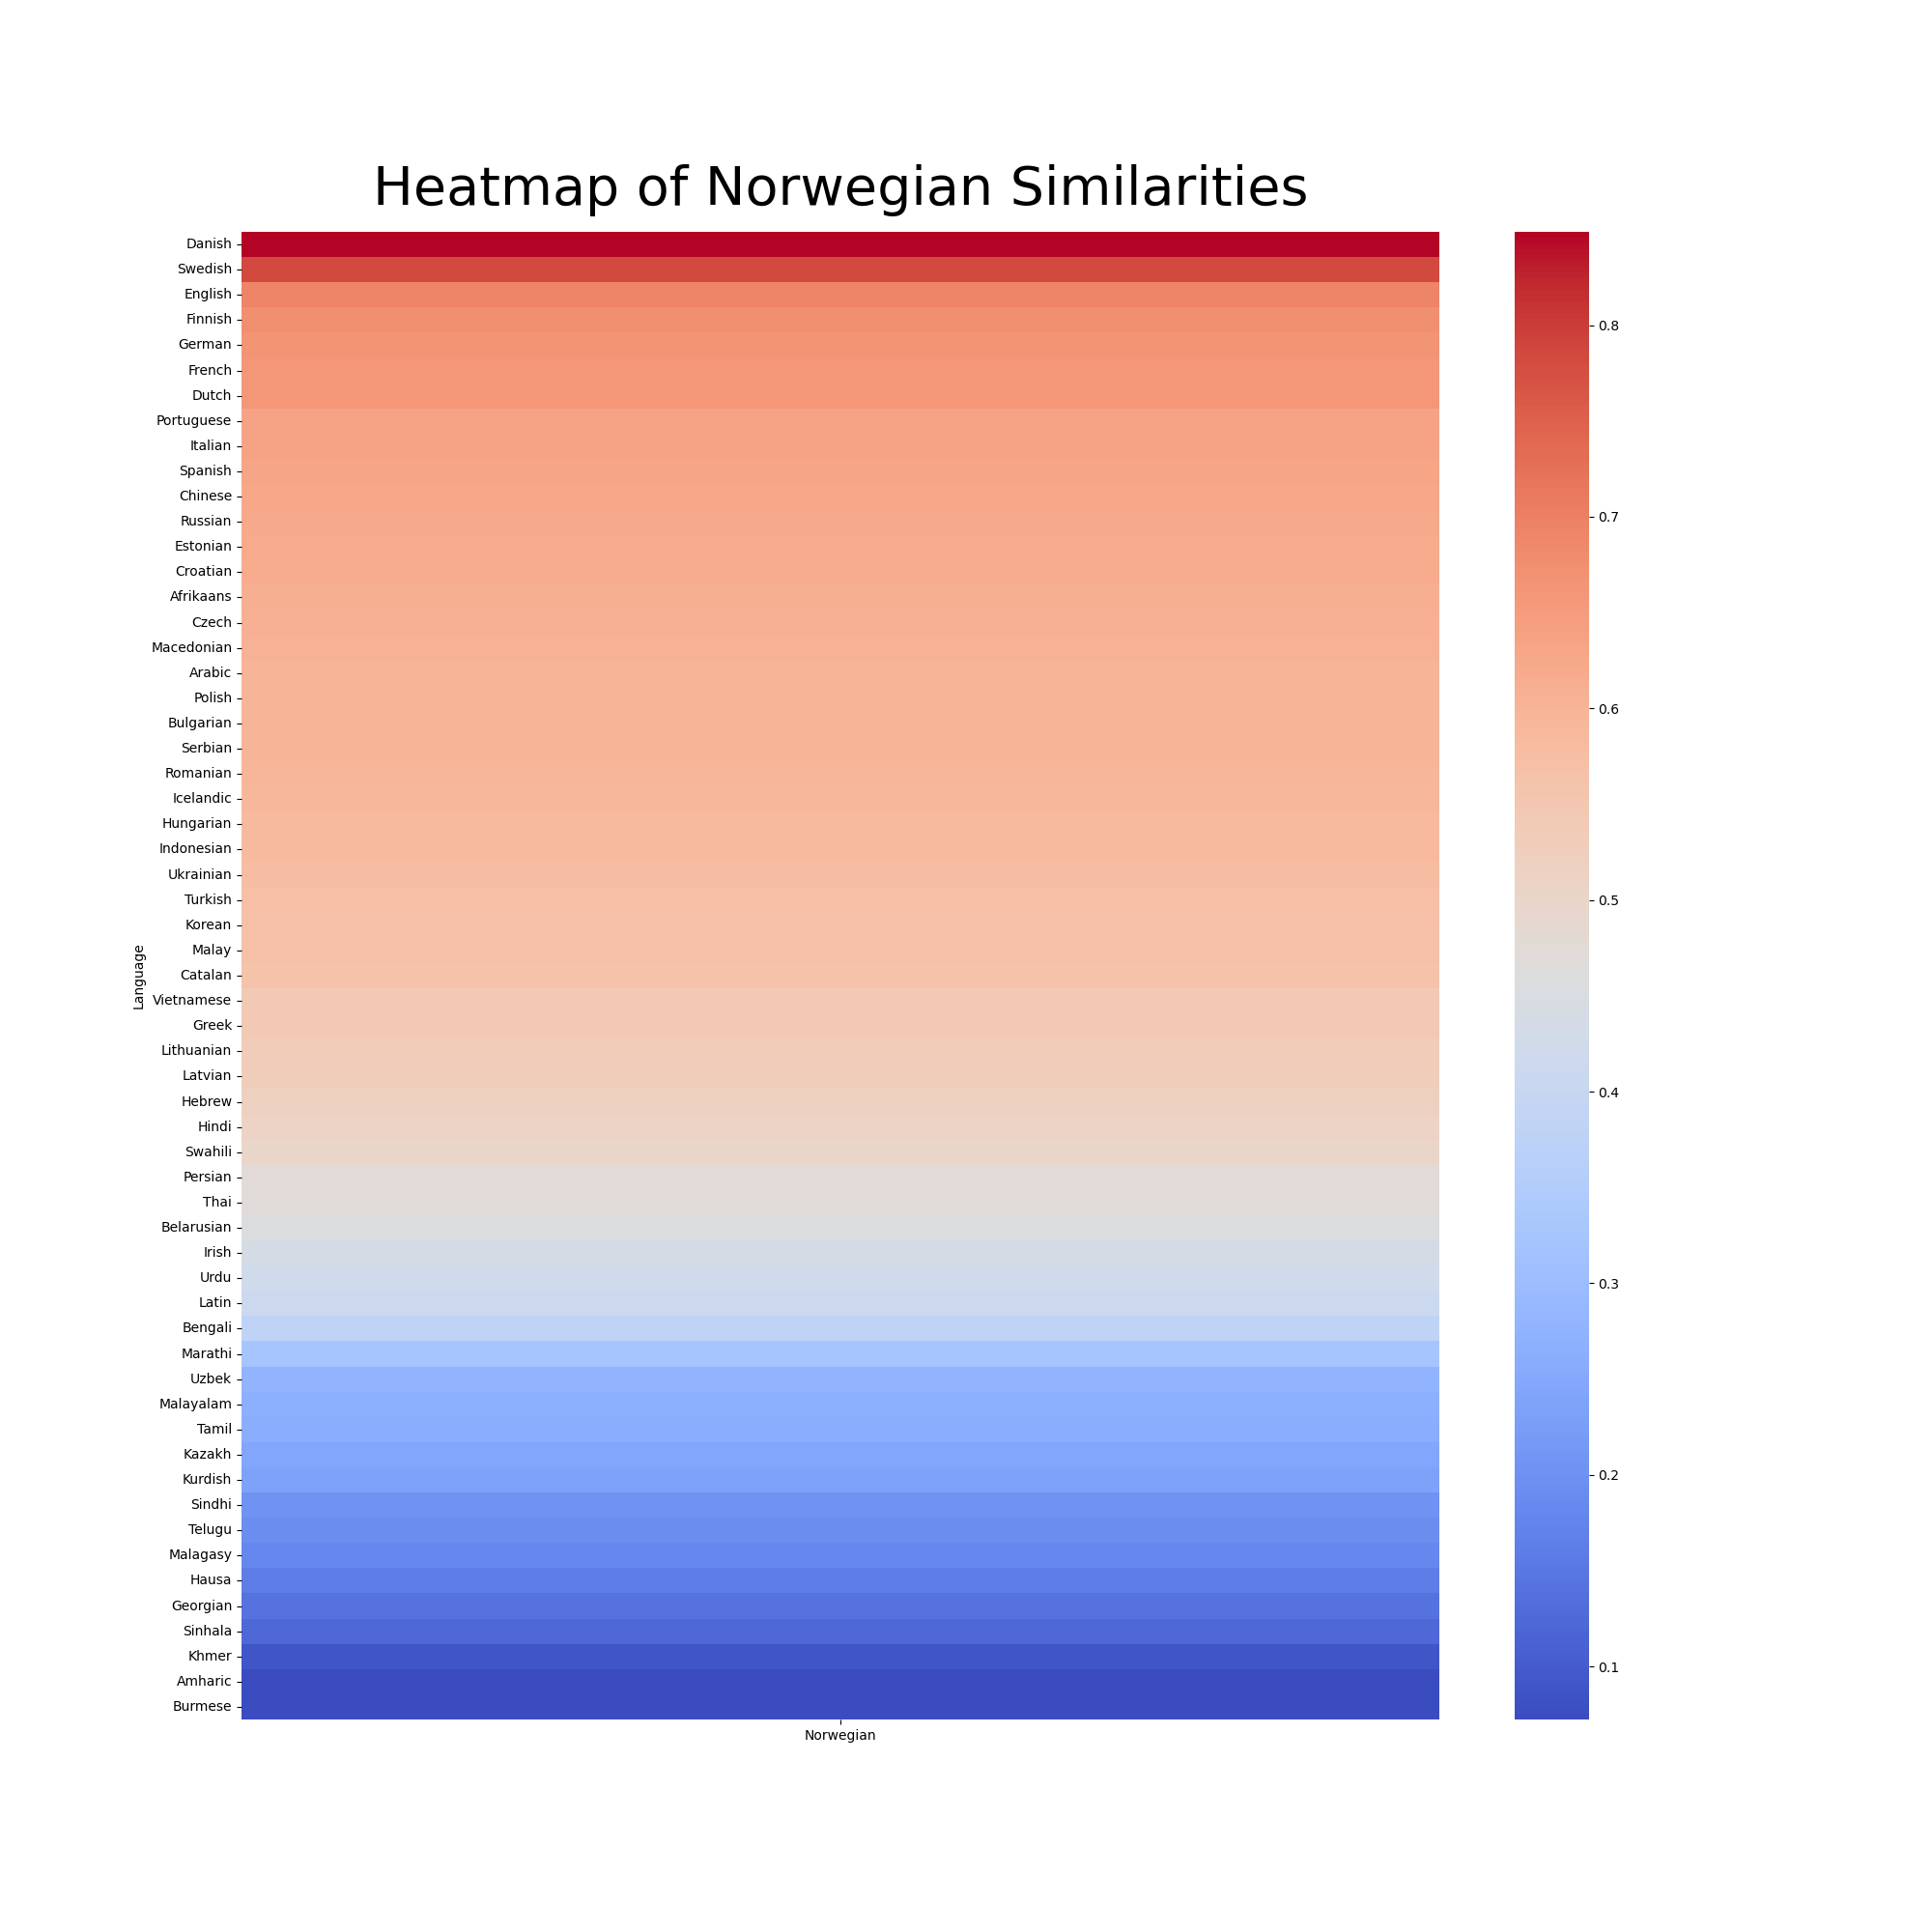 Heatmap of Norwegian Similarities
Danish
Swedish
English
Finnish
German
French
Dutch
Portuguese
Italian
Spanish
Chinese
Russian
Estonian
Croatian
Afrikaans
Czech
Macedonian
Arabic
Polish
Bulgarian
Serbian
Romanian
Icelandic
Hungarian
Indonesian
Ukrainian
Turkish
Korean
Malay
Catalan
Vietnamese
Greek
Lithuanian
Latvian
Hebrew
Hindi
Swahili
Persian
Thai
Belarusian
Irish
Urdu
Latin
Bengali
Marathi
Uzbek
Malayalam
Tamil
Kazakh
Kurdish
Sindhi
Telugu
Malagasy
Hausa
Georgian
Sinhala
Khmer
Amharic
Burmese
Language
Norwegian
0.8
0.7
0.6
0.5
0.4
0.3
0.2
0.1